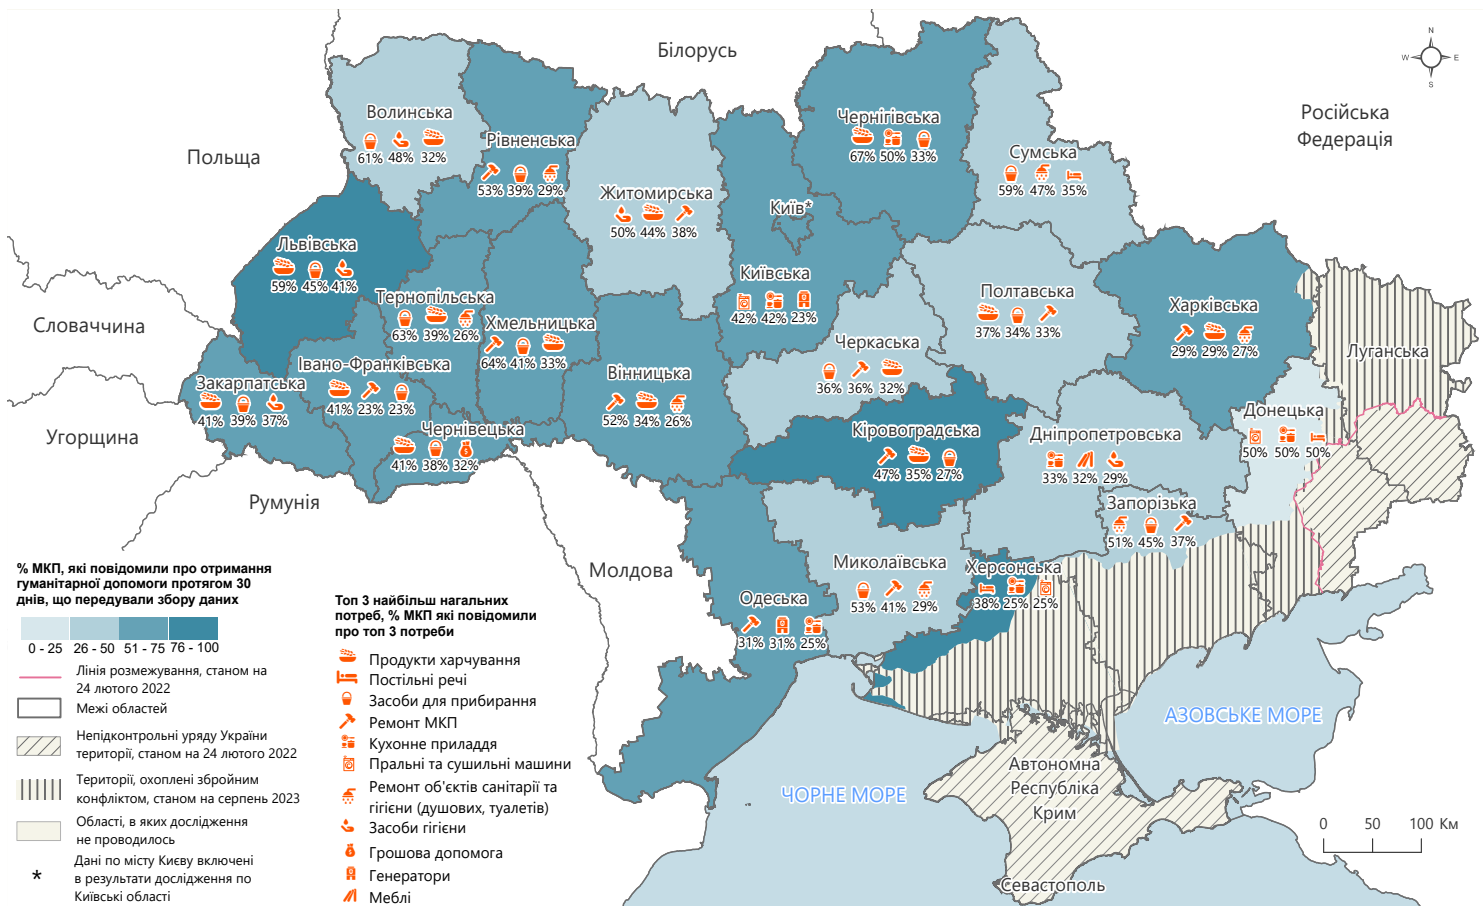 Білорусь
N
W
E
S
Російська
Федерація
Польща
Словаччина
Угорщина
Румунія
Молдова
Волинська
61% 48% 32%
Рівненська
53% 39% 29%
Житомирська
50% 44% 38%
Чернігівська
67% 50% 33%
Сумська
59% 47% 35%
Київ*
Київська
42% 42% 23%
Львівська
59% 45% 41%
Тернопільська
63% 39% 26%
Хмельницька
64% 41% 33%
Івано-Франківська
41% 23% 23%
Закарпатська
41% 39% 37%
Чернівецька
41% 38% 32%
Вінницька
52% 34% 26%
Черкаська
36% 36% 32%
Полтавська
37% 34% 33%
Харківська
29% 29% 27%
Луганська
Донецька
50% 50% 50%
Кіровоградська
47% 35% 27%
Дніпропетровська
33% 32% 29%
Запорізька
51% 45% 37%
Миколаївська
53% 41% 29%
Херсонська
38% 25% 25%
Одеська
31% 31% 25%
АЗОВСЬКЕ МОРЕ
ЧОРНЕ МОРЕ
Автономна
Республіка
Крим
Севастополь
0 50 100 Км
% МКП, які повідомили про отримання
гуманітарної допомоги протягом 30
днів, що передували збору даних
0 - 25 26 - 50 51 - 75 76 - 100
Лінія розмежування, станом на
24 лютого 2022
Межі областей
Непідконтрольні уряду України
території, станом на 24 лютого 2022
Території, охоплені збройним
конфліктом, станом на серпень 2023
Області, в яких дослідження
не проводилось
*
Дані по місту Києву включені
в результати дослідження по
Київські області
Топ 3 найбільш нагальних
потреб, % МКП які повідомили
про топ 3 потреби
Продукти харчування
Постільні речі
Засоби для прибирання
Ремонт МКП
Кухонне приладдя
Пральні та сушильні машини
Ремонт об’єктів санітарії та
гігієни (душових, туалетів)
Засоби гігієни
Грошова допомога
Генератори
Меблі